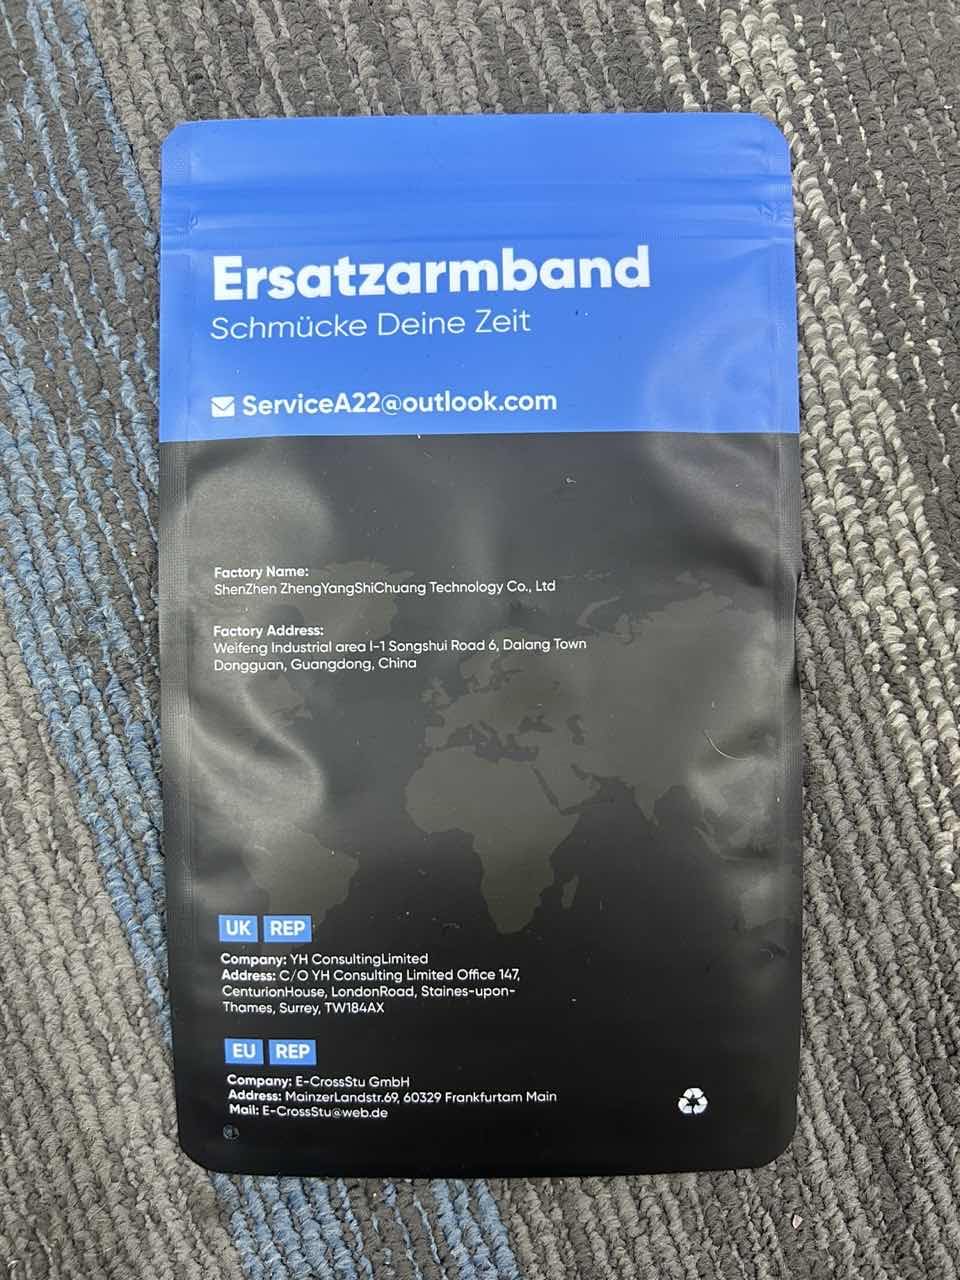 Ersatzarmband
Schmücke Deine Zeit
ServiceA22@outlook.com
Factory Name:
ShenZhen ZhengYangShiChuang Technology Co., Ltd
Factory Address:
Weifeng Industrial area I-1 Songshui Road 6, Dalang Town
Dongguan, Guangdong, China
UK REP
Company: YH ConsultingLimited
Address: C/O YH Consulting Limited Office 147,
CenturionHouse, LondonRoad, Staines-upon-
Thames, Surrey, TW184AX
EU REP
Company: E-CrossStu GmbH
Address: MainzerLandstr.69, 60329 Frankfurtam Main
Mail: E-CrossStu@web.de